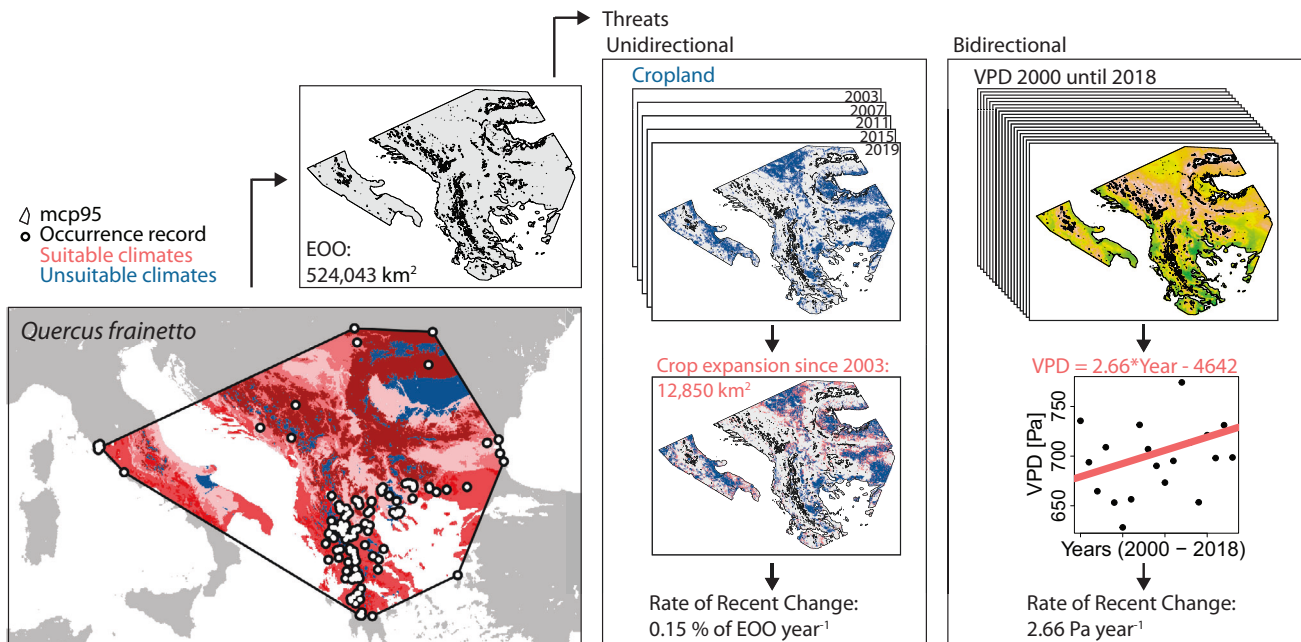 Threats
Unidirectional
Bidirectional
Cropland
2003
2007
2011
2015
2019
VPD 2000 until 2018
mcp95
Occurrence record
Suitable climates
Unsuitable climates
EOO:
524,043 km²
Quercus frainetto
Crop expansion since 2003:
12,850 km²
VPD = 2.66*Year - 4642
VPD [Pa]
750
700
650
Years (2000 – 2018)
Rate of Recent Change:
0.15 % of EOO year⁻¹
Rate of Recent Change:
2.66 Pa year⁻¹